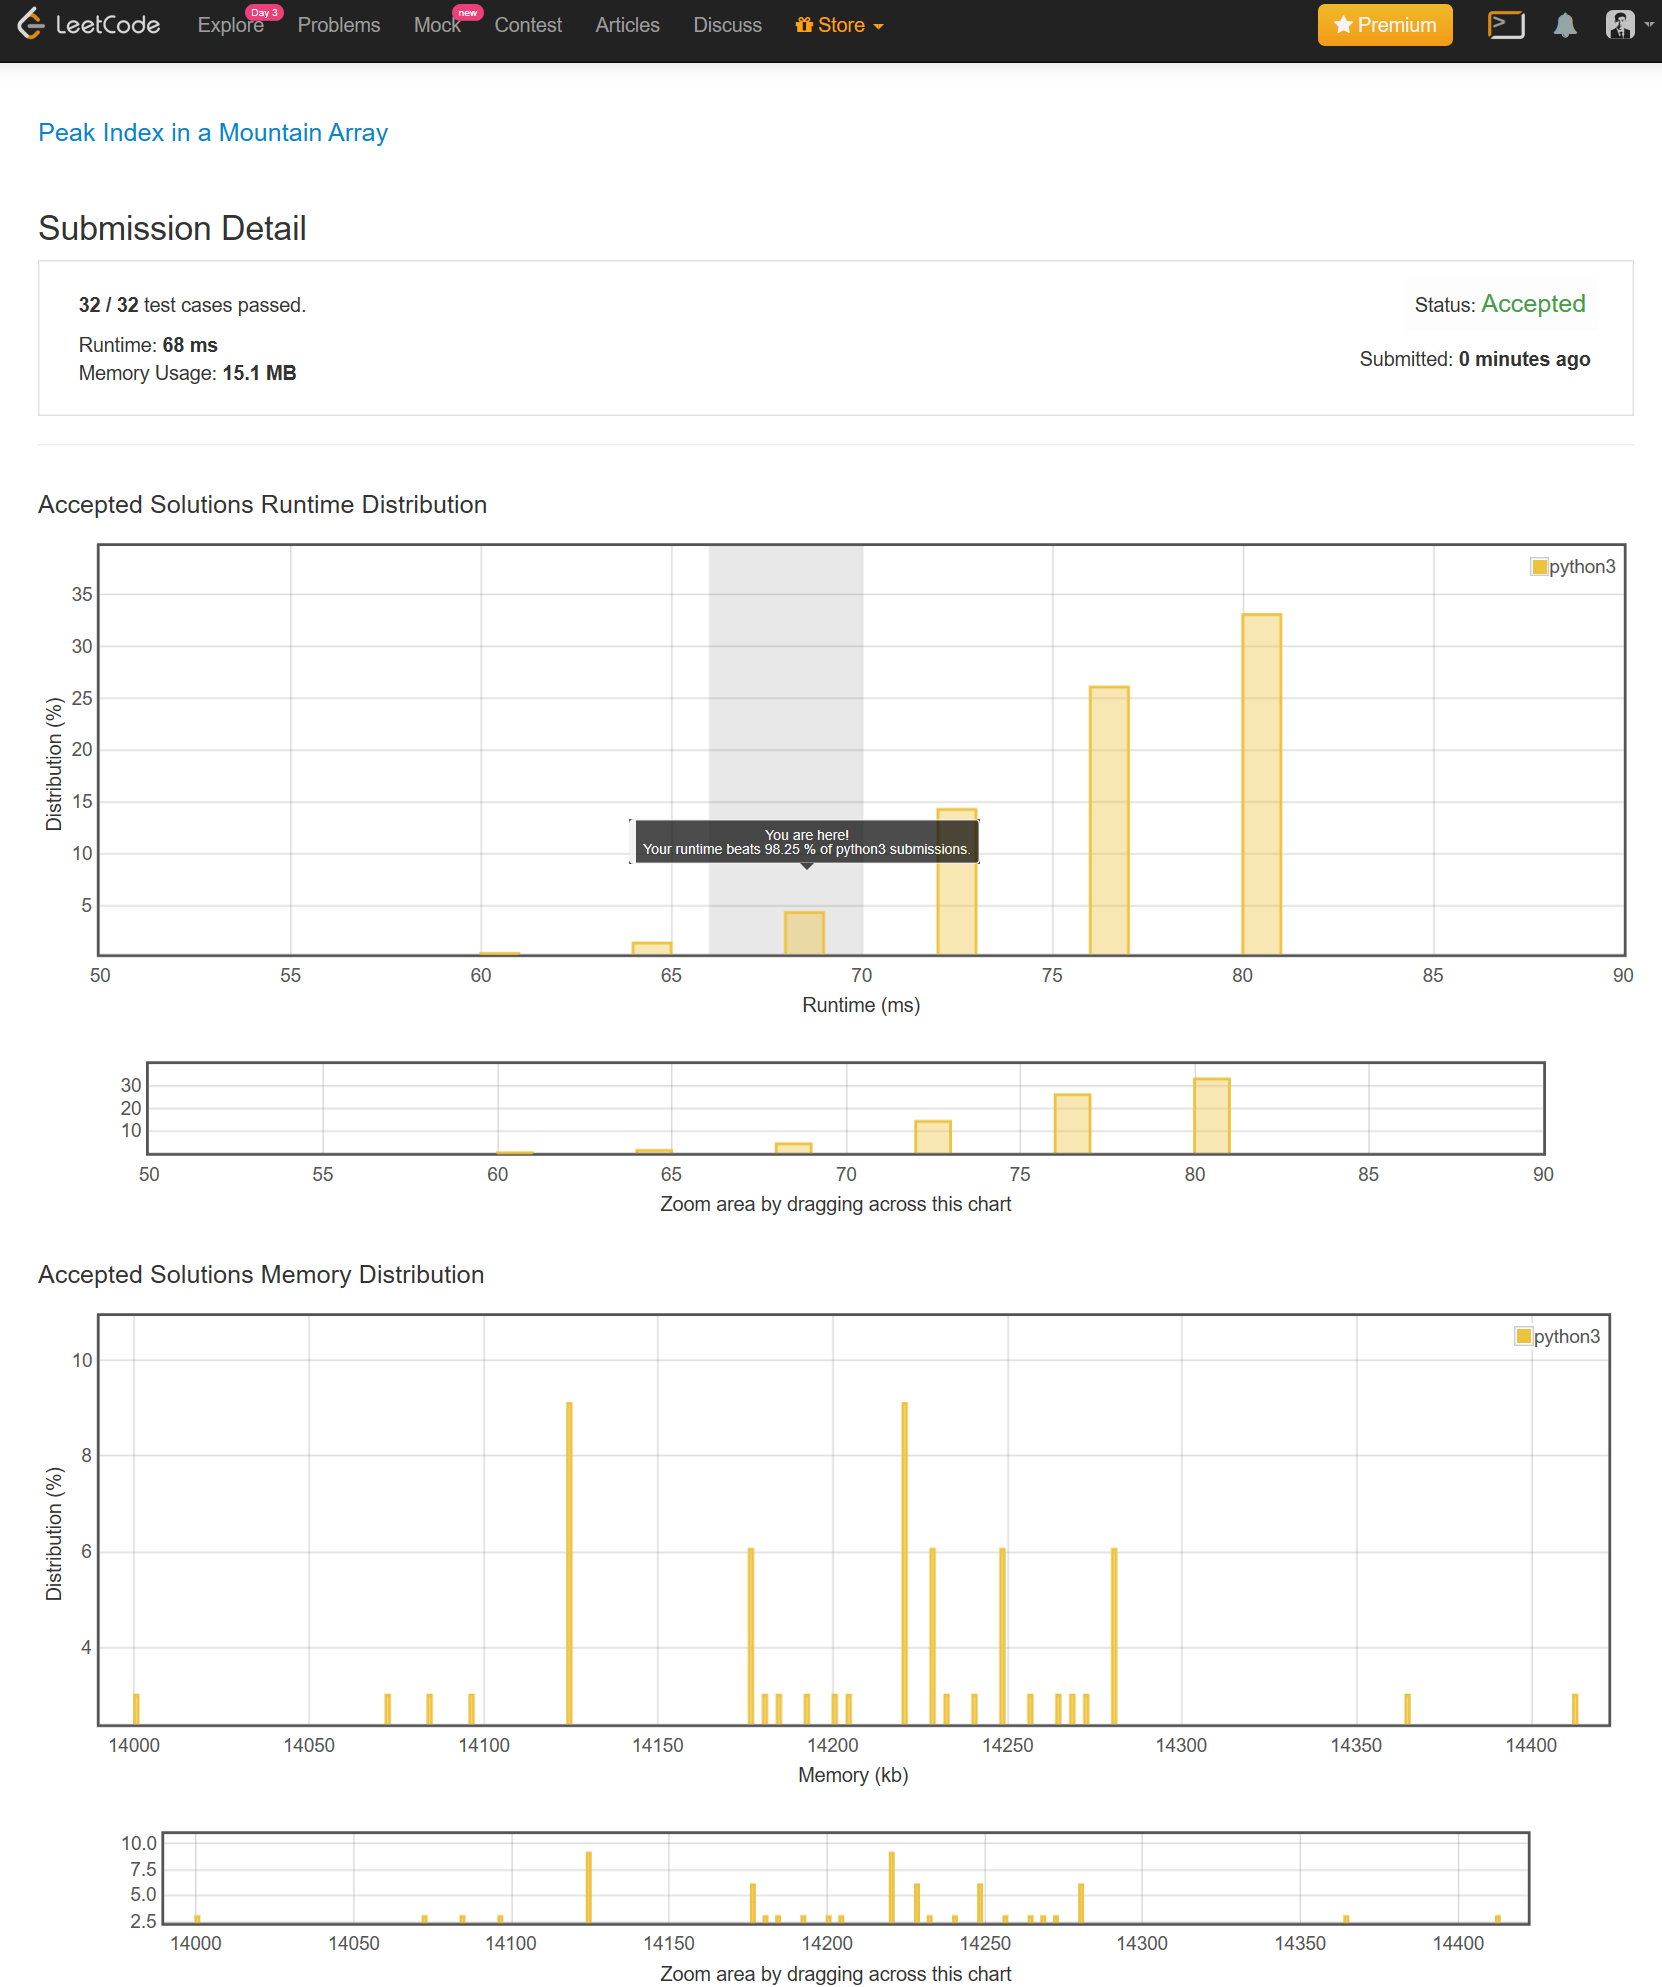 LeetCode Explore Day 3 Problems Mock new Contest Articles Discuss Store Premium
Peak Index in a Mountain Array
Submission Detail
32 / 32 test cases passed.
Status: Accepted
Runtime: 68 ms
Submitted: 0 minutes ago
Memory Usage: 15.1 MB
Accepted Solutions Runtime Distribution
python3
35
30
25
20
15
10
5
Distribution (%)
You are here!
Your runtime beats 98.25 % of python3 submissions.
50 55 60 65 70 75 80 85 90
Runtime (ms)
30
20
10
50 55 60 65 70 75 80 85 90
Zoom area by dragging across this chart
Accepted Solutions Memory Distribution
python3
10
8
6
4
Distribution (%)
14000 14050 14100 14150 14200 14250 14300 14350 14400
Memory (kb)
10.0
7.5
5.0
2.5
14000 14050 14100 14150 14200 14250 14300 14350 14400
Zoom area by dragging across this chart